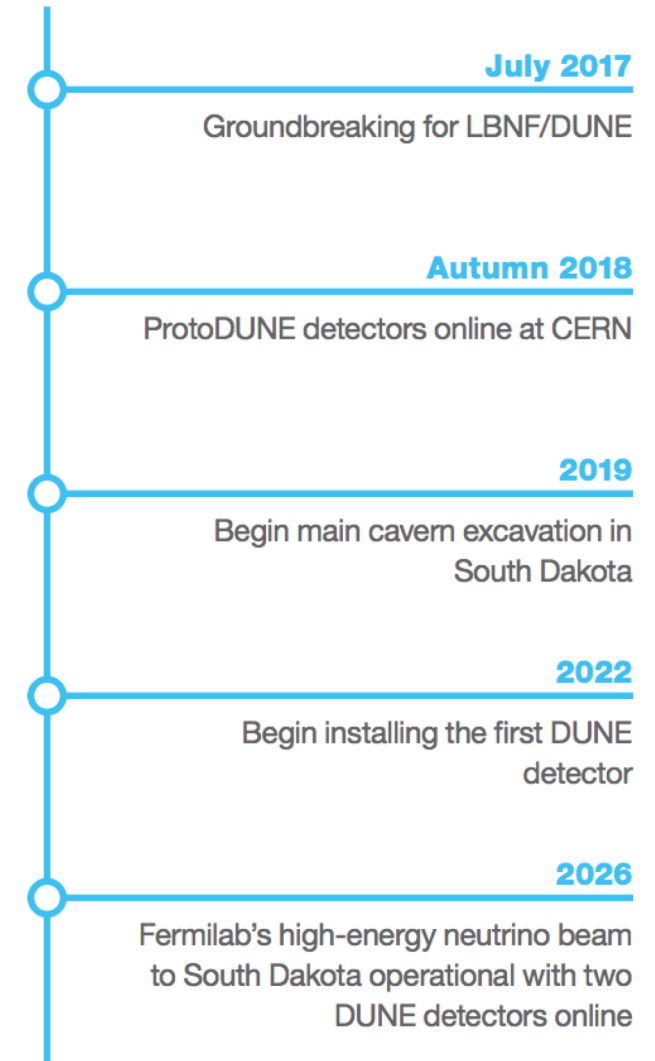 July 2017
Groundbreaking for LBNF/DUNE
Autumn 2018
ProtoDUNE detectors online at CERN
2019
Begin main cavern excavation in
South Dakota
2022
Begin installing the first DUNE
detector
2026
Fermilab’s high-energy neutrino beam
to South Dakota operational with two
DUNE detectors online